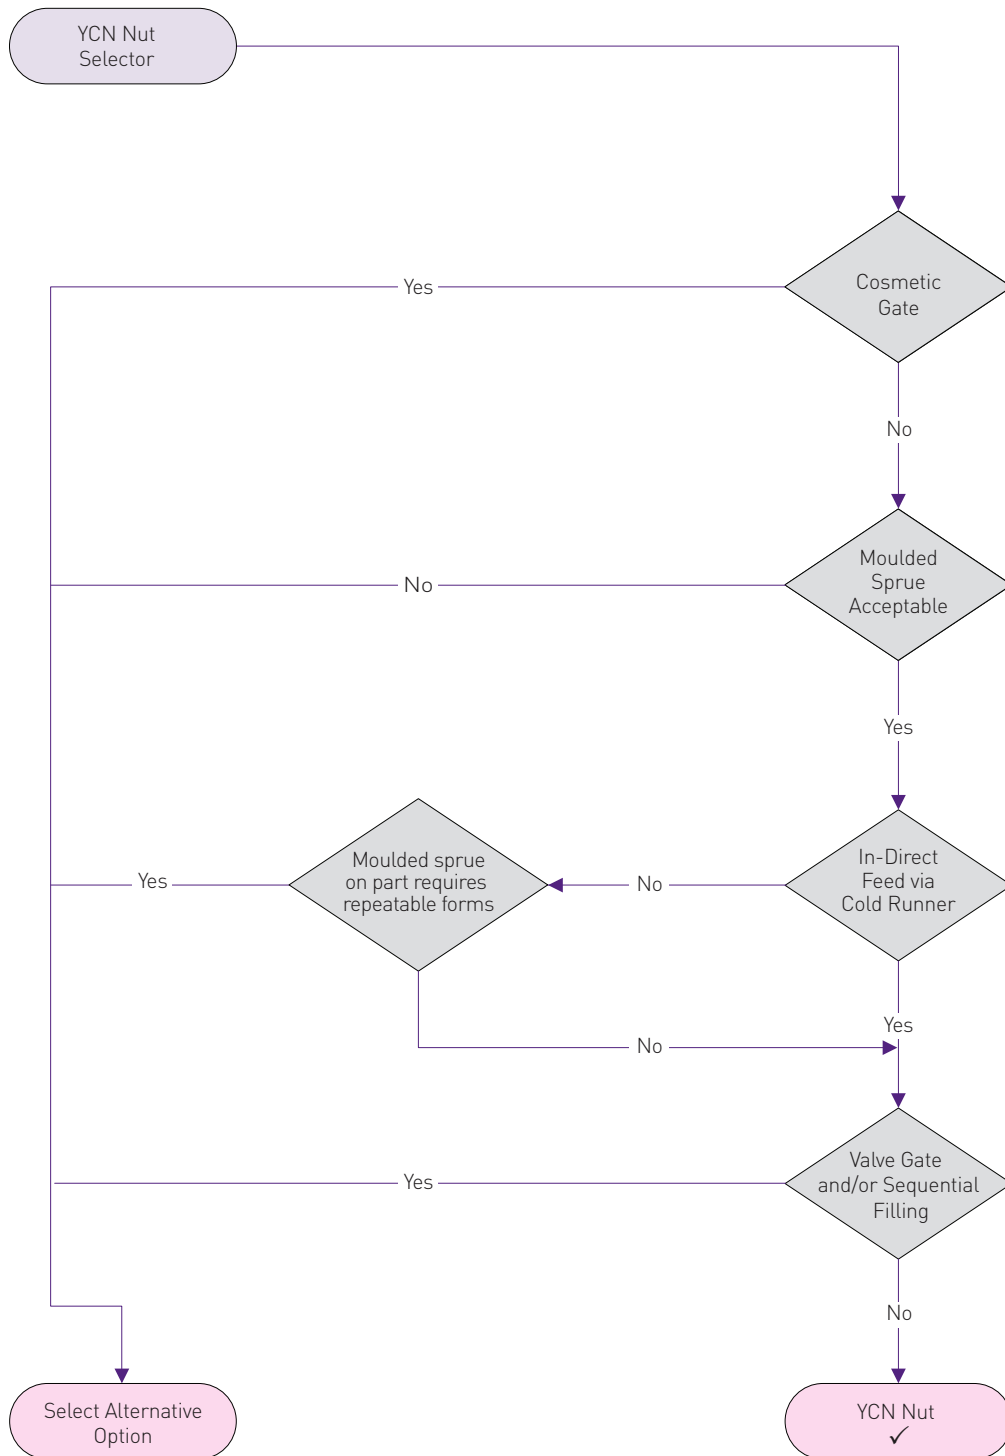 YCN Nut
Selector
Cosmetic
Gate
Yes
No
Moulded
Sprue
Acceptable
No
Yes
In-Direct
Feed via
Cold Runner
No
Moulded sprue
on part requires
repeatable forms
Yes
Yes
No
Valve Gate
and/or Sequential
Filling
Yes
No
Select Alternative
Option
YCN Nut
✓